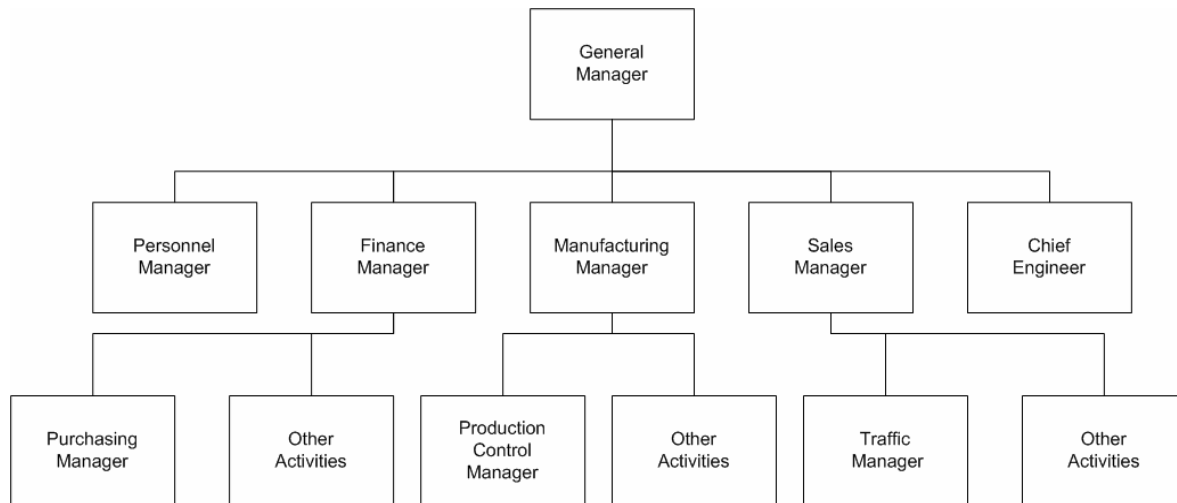 General
Manager
Personnel
Manager
Finance
Manager
Manufacturing
Manager
Sales
Manager
Chief
Engineer
Purchasing
Manager
Other
Activities
Production
Control
Manager
Other
Activities
Traffic
Manager
Other
Activities